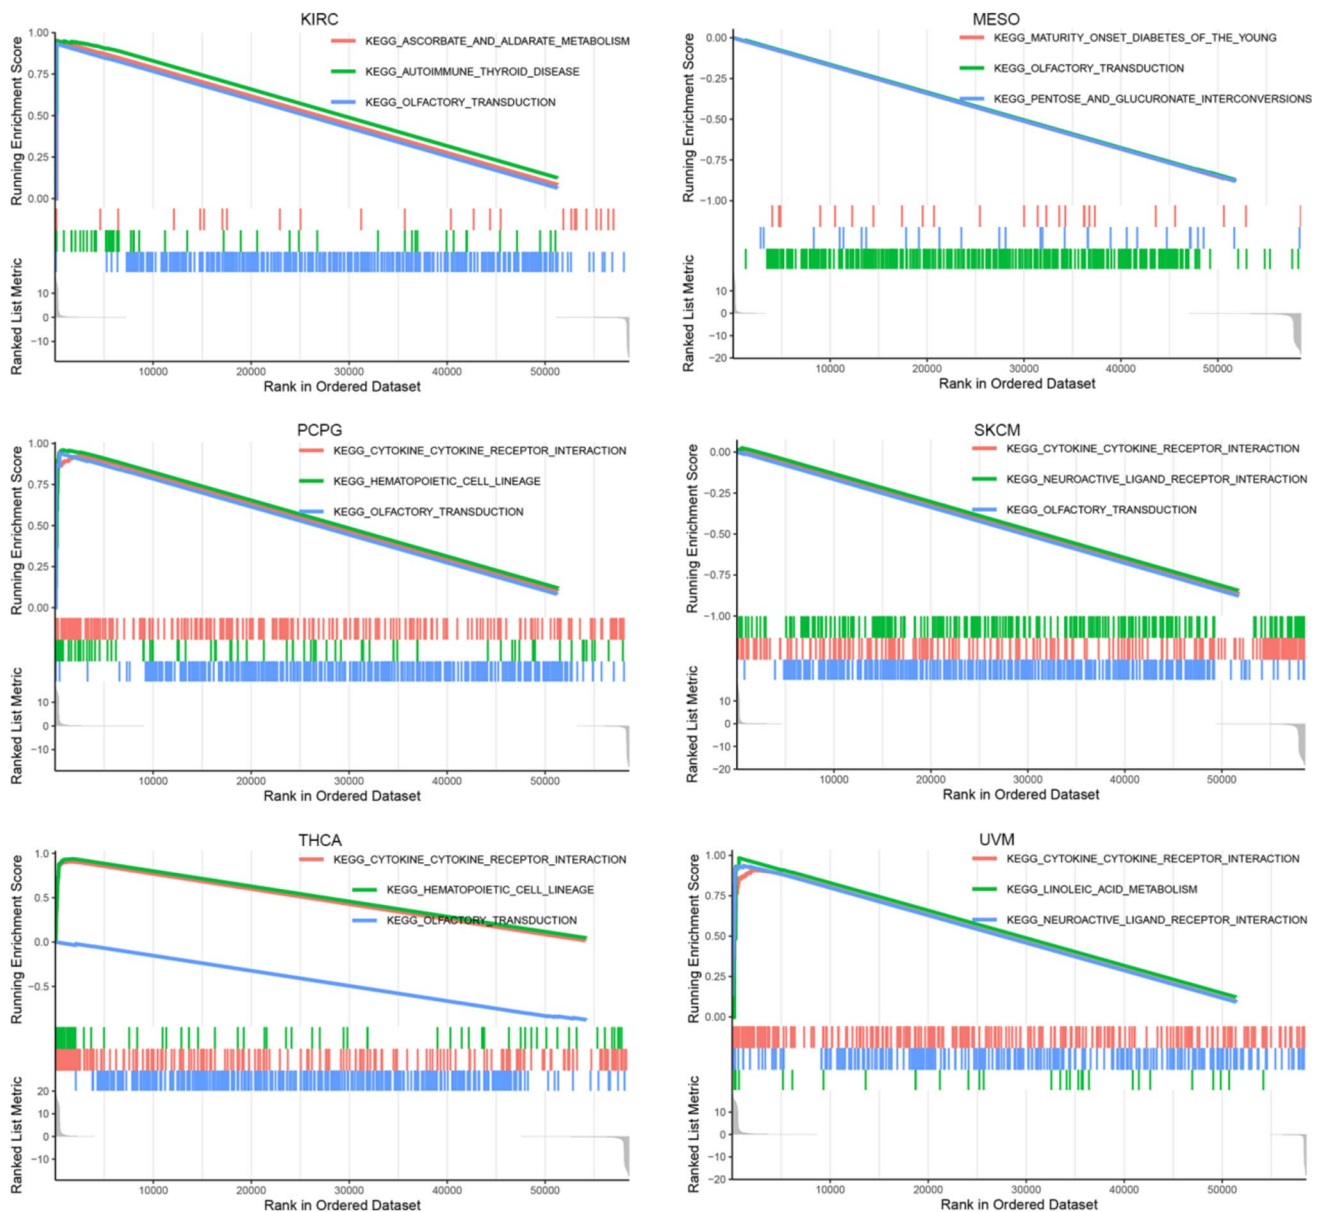 KIRC
Running Enrichment Score
1.00
0.75
0.50
0.25
0.00
KEGG_ASCORBATE_AND_ALDARATE_METABOLISM
KEGG_AUTOIMMUNE_THYROID_DISEASE
KEGG_OLFACTORY_TRANSDUCTION
Ranked List Metric
10
0
−10
10000 20000 30000 40000 50000
Rank in Ordered Dataset
MESO
Running Enrichment Score
0.00
−0.25
−0.50
−0.75
−1.00
KEGG_MATURITY_ONSET_DIABETES_OF_THE_YOUNG
KEGG_OLFACTORY_TRANSDUCTION
KEGG_PENTOSE_AND_GLUCURONATE_INTERCONVERSIONS
Ranked List Metric
10
0
−10
−20
10000 20000 30000 40000 50000
Rank in Ordered Dataset
PCPG
Running Enrichment Score
1.00
0.75
0.50
0.25
0.00
KEGG_CYTOKINE_CYTOKINE_RECEPTOR_INTERACTION
KEGG_HEMATOPOIETIC_CELL_LINEAGE
KEGG_OLFACTORY_TRANSDUCTION
Ranked List Metric
10
0
−10
10000 20000 30000 40000 50000
Rank in Ordered Dataset
SKCM
Running Enrichment Score
0.00
−0.25
−0.50
−0.75
−1.00
KEGG_CYTOKINE_CYTOKINE_RECEPTOR_INTERACTION
KEGG_NEUROACTIVE_LIGAND_RECEPTOR_INTERACTION
KEGG_OLFACTORY_TRANSDUCTION
Ranked List Metric
10
0
−10
−20
10000 20000 30000 40000 50000
Rank in Ordered Dataset
THCA
Running Enrichment Score
1.0
0.5
0.0
−0.5
KEGG_CYTOKINE_CYTOKINE_RECEPTOR_INTERACTION
KEGG_HEMATOPOIETIC_CELL_LINEAGE
KEGG_OLFACTORY_TRANSDUCTION
Ranked List Metric
20
10
0
−10
10000 20000 30000 40000 50000
Rank in Ordered Dataset
UVM
Running Enrichment Score
1.00
0.75
0.50
0.25
0.00
KEGG_CYTOKINE_CYTOKINE_RECEPTOR_INTERACTION
KEGG_LINOLEIC_ACID_METABOLISM
KEGG_NEUROACTIVE_LIGAND_RECEPTOR_INTERACTION
Ranked List Metric
10
0
−10
−20
10000 20000 30000 40000 50000
Rank in Ordered Dataset